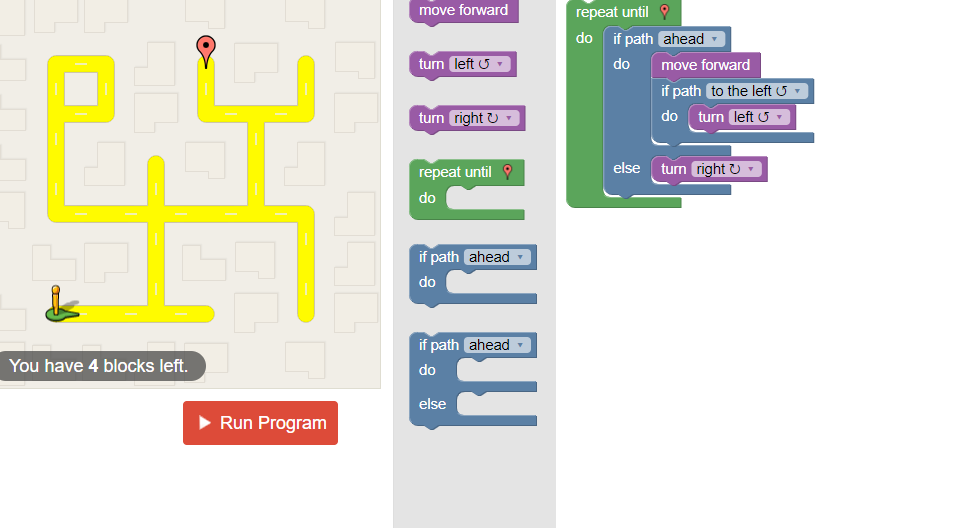 You have 4 blocks left.
Run Program
move forward
turn left ↺
turn right ↻
repeat until
do
if path ahead
do
if path ahead
do
else
repeat until
do
if path ahead
do
move forward
if path to the left ↺
do
turn left ↺
else
turn right ↻